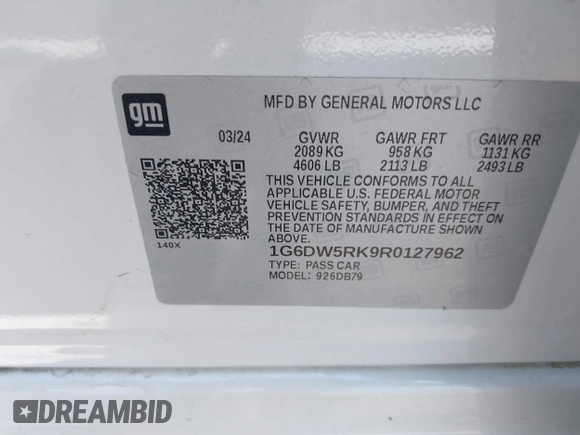 gm
MFD BY GENERAL MOTORS LLC
03/24 GVWR GAWR FRT GAWR RR
2089 KG 958 KG 1131 KG
4606 LB 2113 LB 2493 LB
THIS VEHICLE CONFORMS TO ALL
APPLICABLE U.S. FEDERAL MOTOR
VEHICLE SAFETY, BUMPER, AND THEFT
PREVENTION STANDARDS IN EFFECT ON
THE DATE OF MANUFACTURE SHOWN
ABOVE.
140X
1G6DW5RK9R0127962
TYPE: PASS CAR
MODEL: 926DB79
DREAMBID